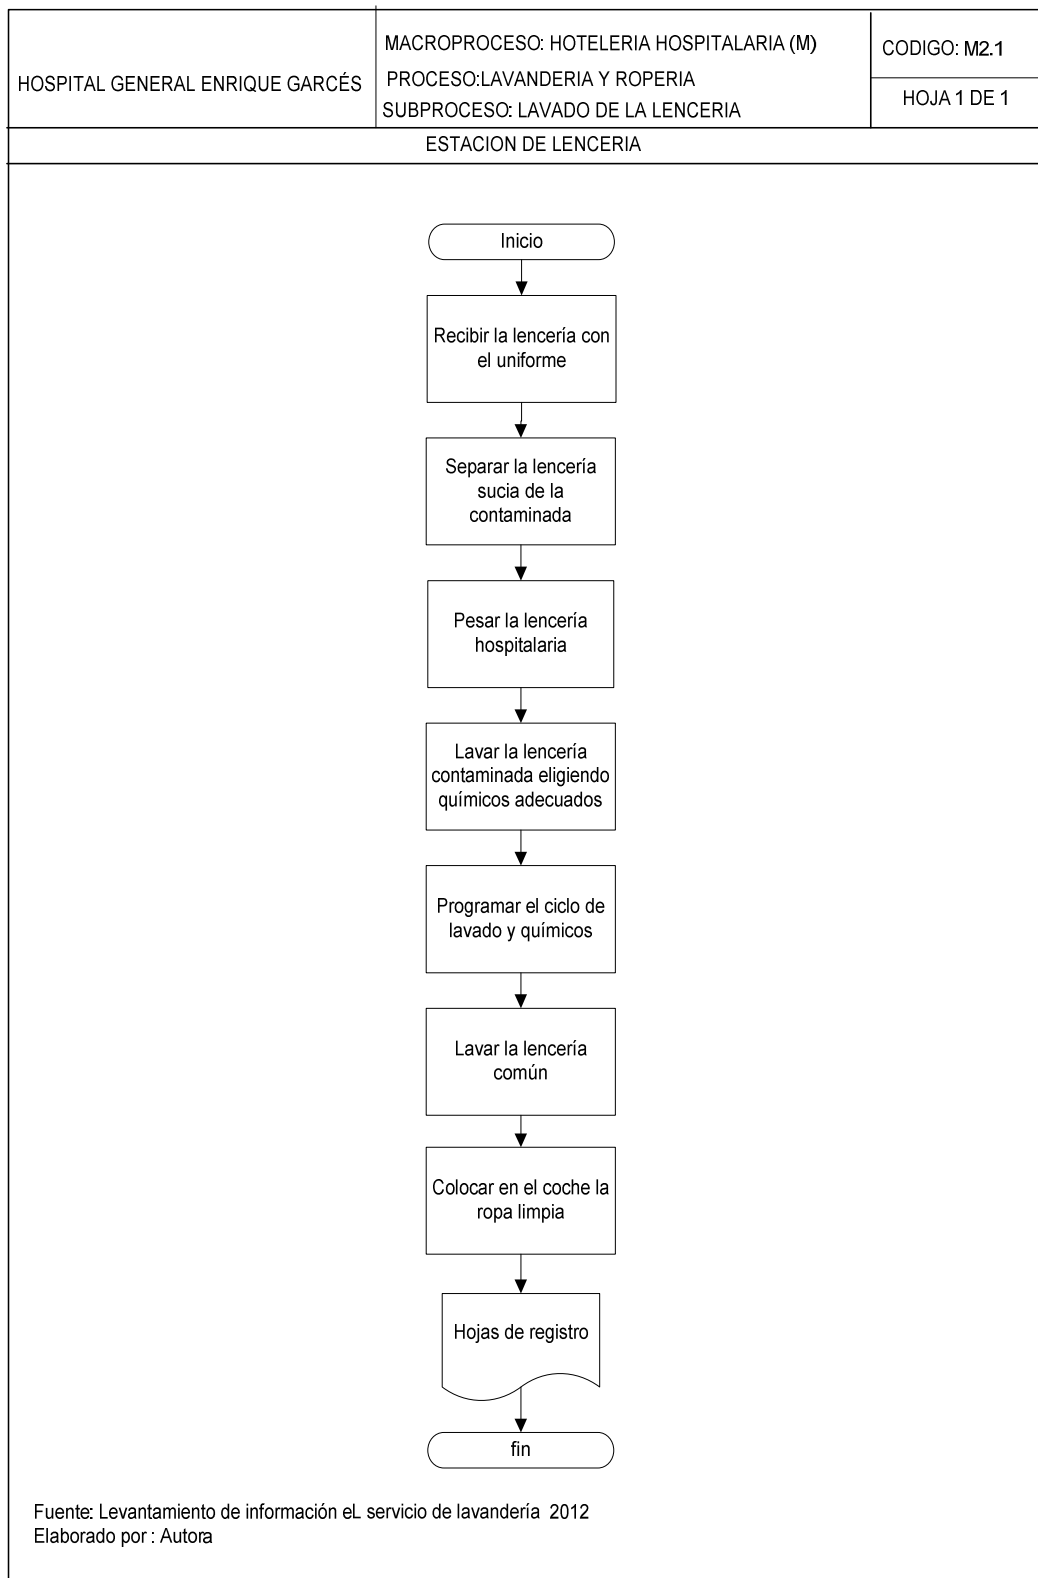 HOSPITAL GENERAL ENRIQUE GARCÉS
MACROPROCESO: HOTELERIA HOSPITALARIA (M)
PROCESO:LAVANDERIA Y ROPERIA
SUBPROCESO: LAVADO DE LA LENCERIA
CODIGO: M2.1
HOJA 1 DE 1
ESTACION DE LENCERIA
Inicio
Recibir la lencería con
el uniforme
Separar la lencería
sucia de la
contaminada
Pesar la lencería
hospitalaria
Lavar la lencería
contaminada eligiendo
químicos adecuados
Programar el ciclo de
lavado y químicos
Lavar la lencería
común
Colocar en el coche la
ropa limpia
Hojas de registro
fin
Fuente: Levantamiento de información eL servicio de lavandería 2012
Elaborado por : Autora